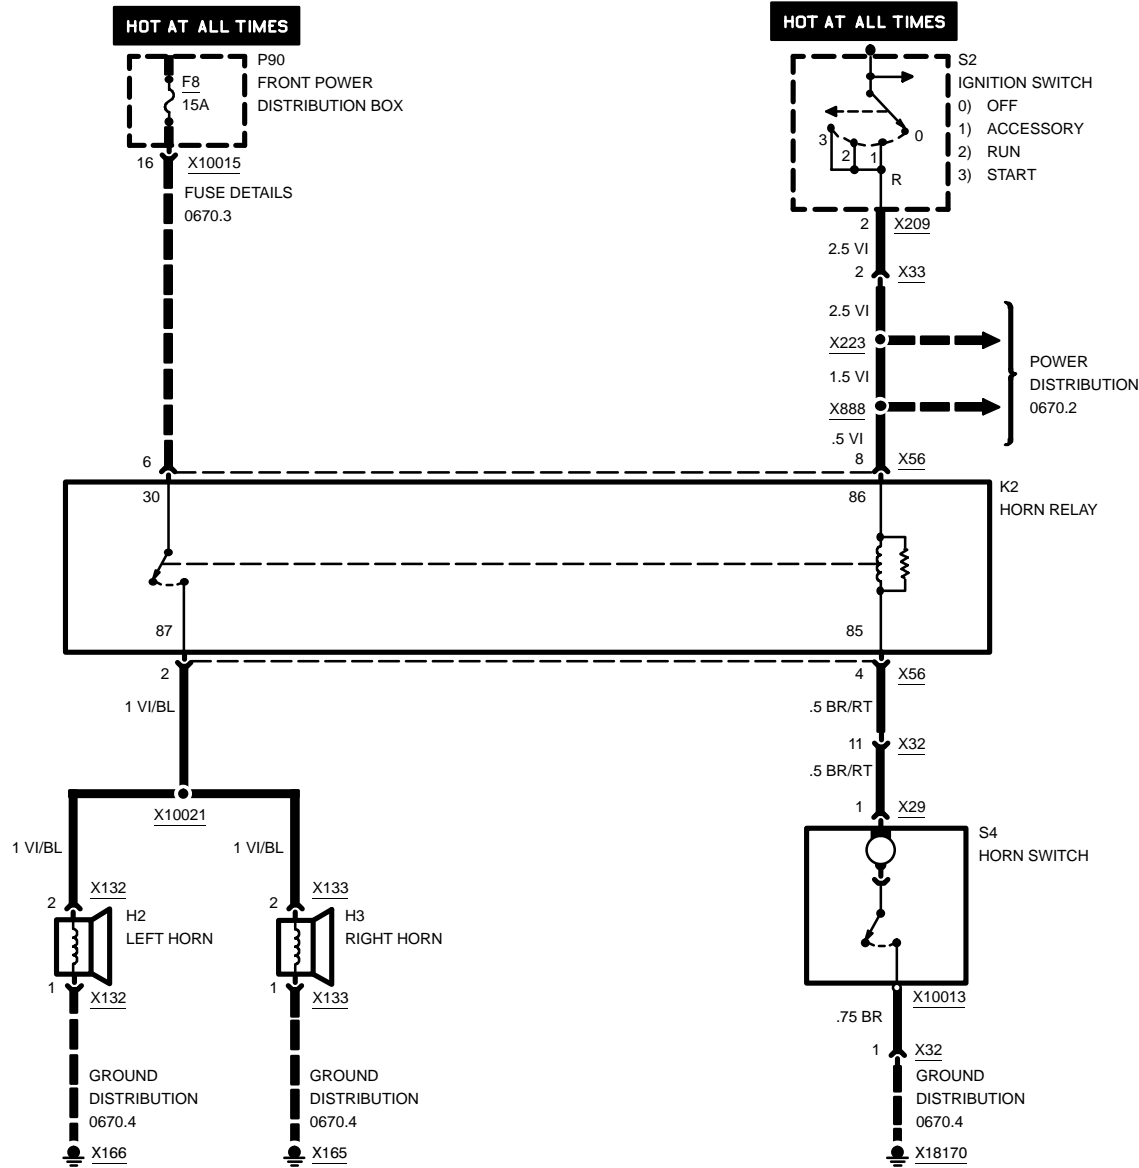 HOT AT ALL TIMES
HOT AT ALL TIMES
P90
FRONT POWER
DISTRIBUTION BOX
F8
15A
16
X10015
FUSE DETAILS
0670.3
S2
IGNITION SWITCH
0) OFF
1) ACCESSORY
2) RUN
3) START
3
2
1
0
R
2
X209
2.5 VI
2
X33
2.5 VI
X223
1.5 VI
X888
.5 VI
POWER
DISTRIBUTION
0670.2
6
8
X56
30
86
K2
HORN RELAY
87
85
2
4
X56
1 VI/BL
.5 BR/RT
11
X32
.5 BR/RT
X10021
1
X29
1 VI/BL
1 VI/BL
S4
HORN SWITCH
2
X132
H2
LEFT HORN
1
X132
2
X133
H3
RIGHT HORN
1
X133
X10013
.75 BR
1
X32
GROUND
DISTRIBUTION
0670.4
X166
GROUND
DISTRIBUTION
0670.4
X165
GROUND
DISTRIBUTION
0670.4
X18170